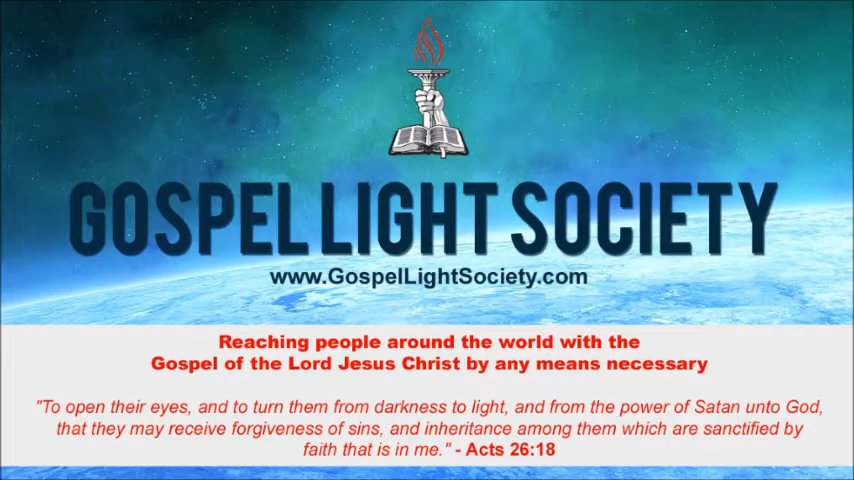 GOSPEL LIGHT SOCIETY
www.GospelLightSociety.com
Reaching people around the world with the
Gospel of the Lord Jesus Christ by any means necessary
"To open their eyes, and to turn them from darkness to light, and from the power of Satan unto God,
that they may receive forgiveness of sins, and inheritance among them which are sanctified by
faith that is in me." - Acts 26:18